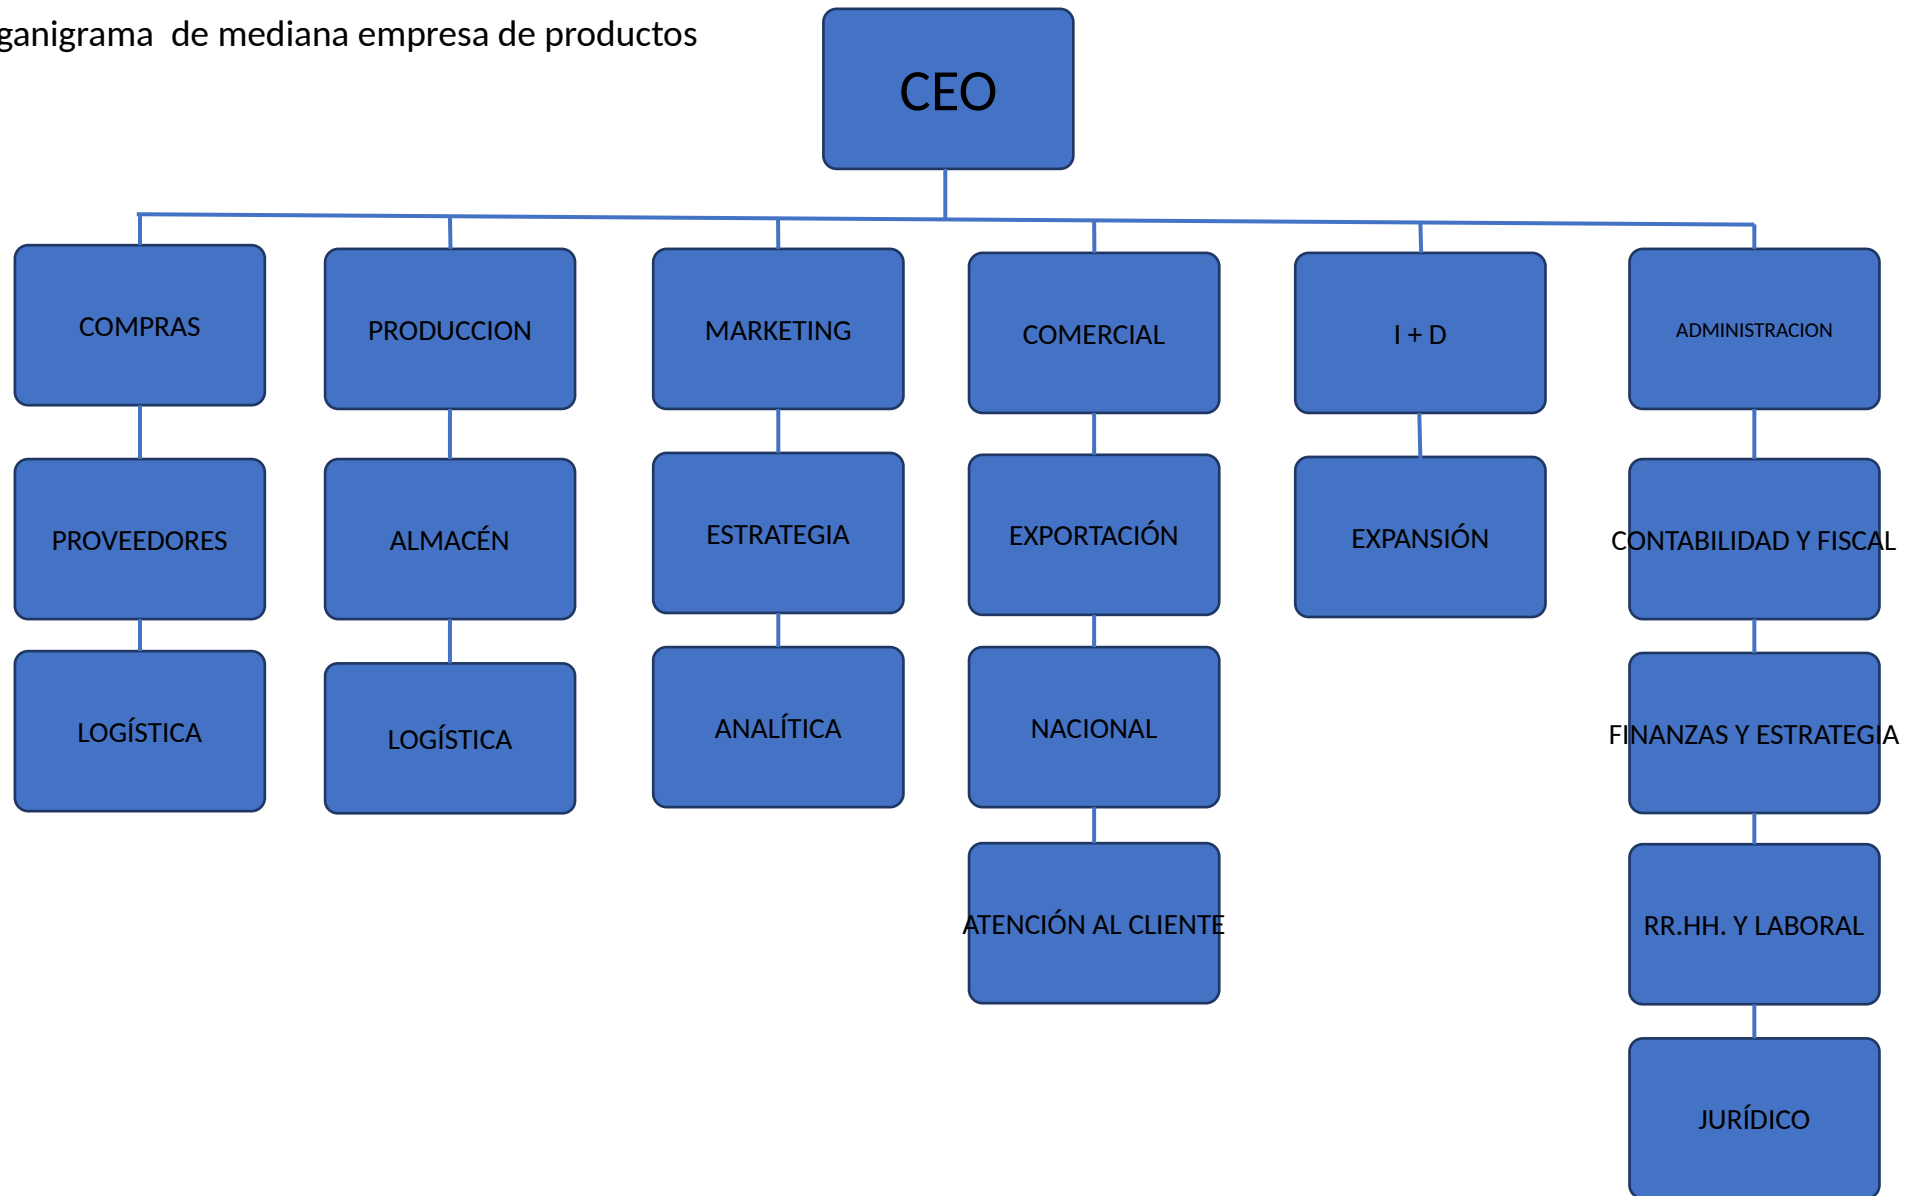 ganigrama  de mediana empresa de productos
CEO
COMPRAS
PRODUCCION
MARKETING
COMERCIAL
I + D
ADMINISTRACION
PROVEEDORES
ALMACÉN
ESTRATEGIA
EXPORTACIÓN
EXPANSIÓN
CONTABILIDAD Y FISCAL
LOGÍSTICA
LOGÍSTICA
ANALÍTICA
NACIONAL
FINANZAS Y ESTRATEGIA
ATENCIÓN AL CLIENTE
RR.HH. Y LABORAL
JURÍDICO